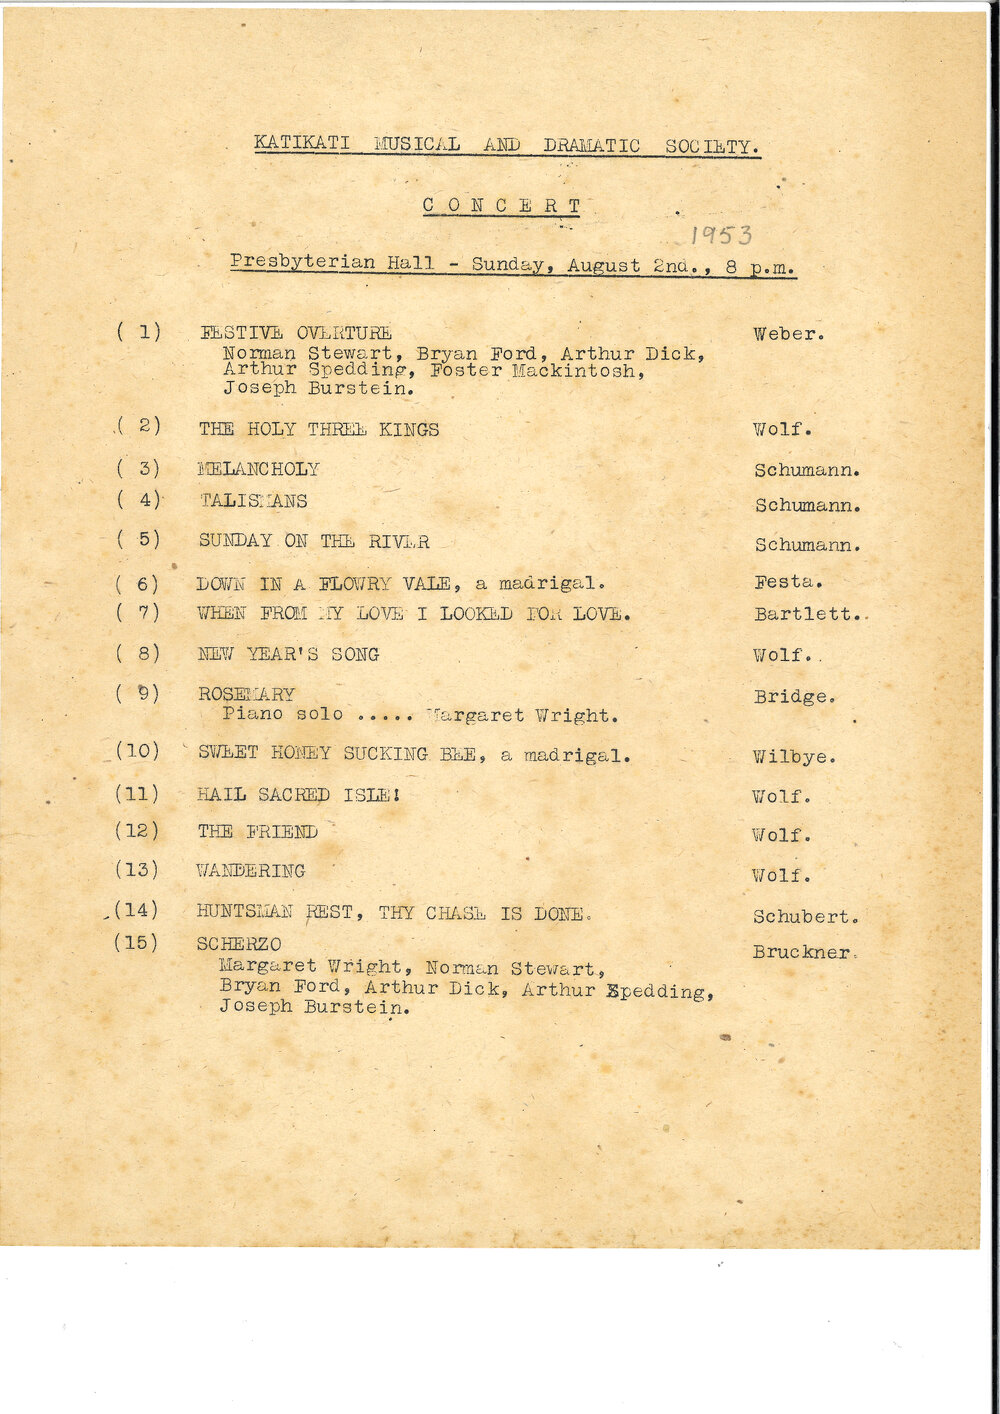 KATIKATI MUSICAL AND DRAMATIC SOCIETY.
CONCERT
1953
Presbyterian Hall - Sunday, August 2nd., 8 p.m.
( 1) FESTIVE OVERTURE Weber.
Norman Stewart, Bryan Ford, Arthur Dick,
Arthur Spedding, Foster Mackintosh,
Joseph Burstein.
( 2) THE HOLY THREE KINGS Wolf.
( 3) MELANCHOLY Schumann.
( 4) TALISMANS Schumann.
( 5) SUNDAY ON THE RIVER Schumann.
( 6) DOWN IN A FLOWRY VALE, a madrigal. Festa.
( 7) WHEN FROM MY LOVE I LOOKED FOR LOVE. Bartlett.
( 8) NEW YEAR'S SONG Wolf.
( 9) ROSEMARY Bridge.
Piano solo ..... Margaret Wright.
(10) SWEET HONEY SUCKING BEE, a madrigal. Wilbye.
(11) HAIL SACRED ISLE! Wolf.
(12) THE FRIEND Wolf.
(13) WANDERING Wolf.
(14) HUNTSMAN REST, THY CHASE IS DONE. Schubert.
(15) SCHERZO Bruckner.
Margaret Wright, Norman Stewart,
Bryan Ford, Arthur Dick, Arthur Spedding,
Joseph Burstein.